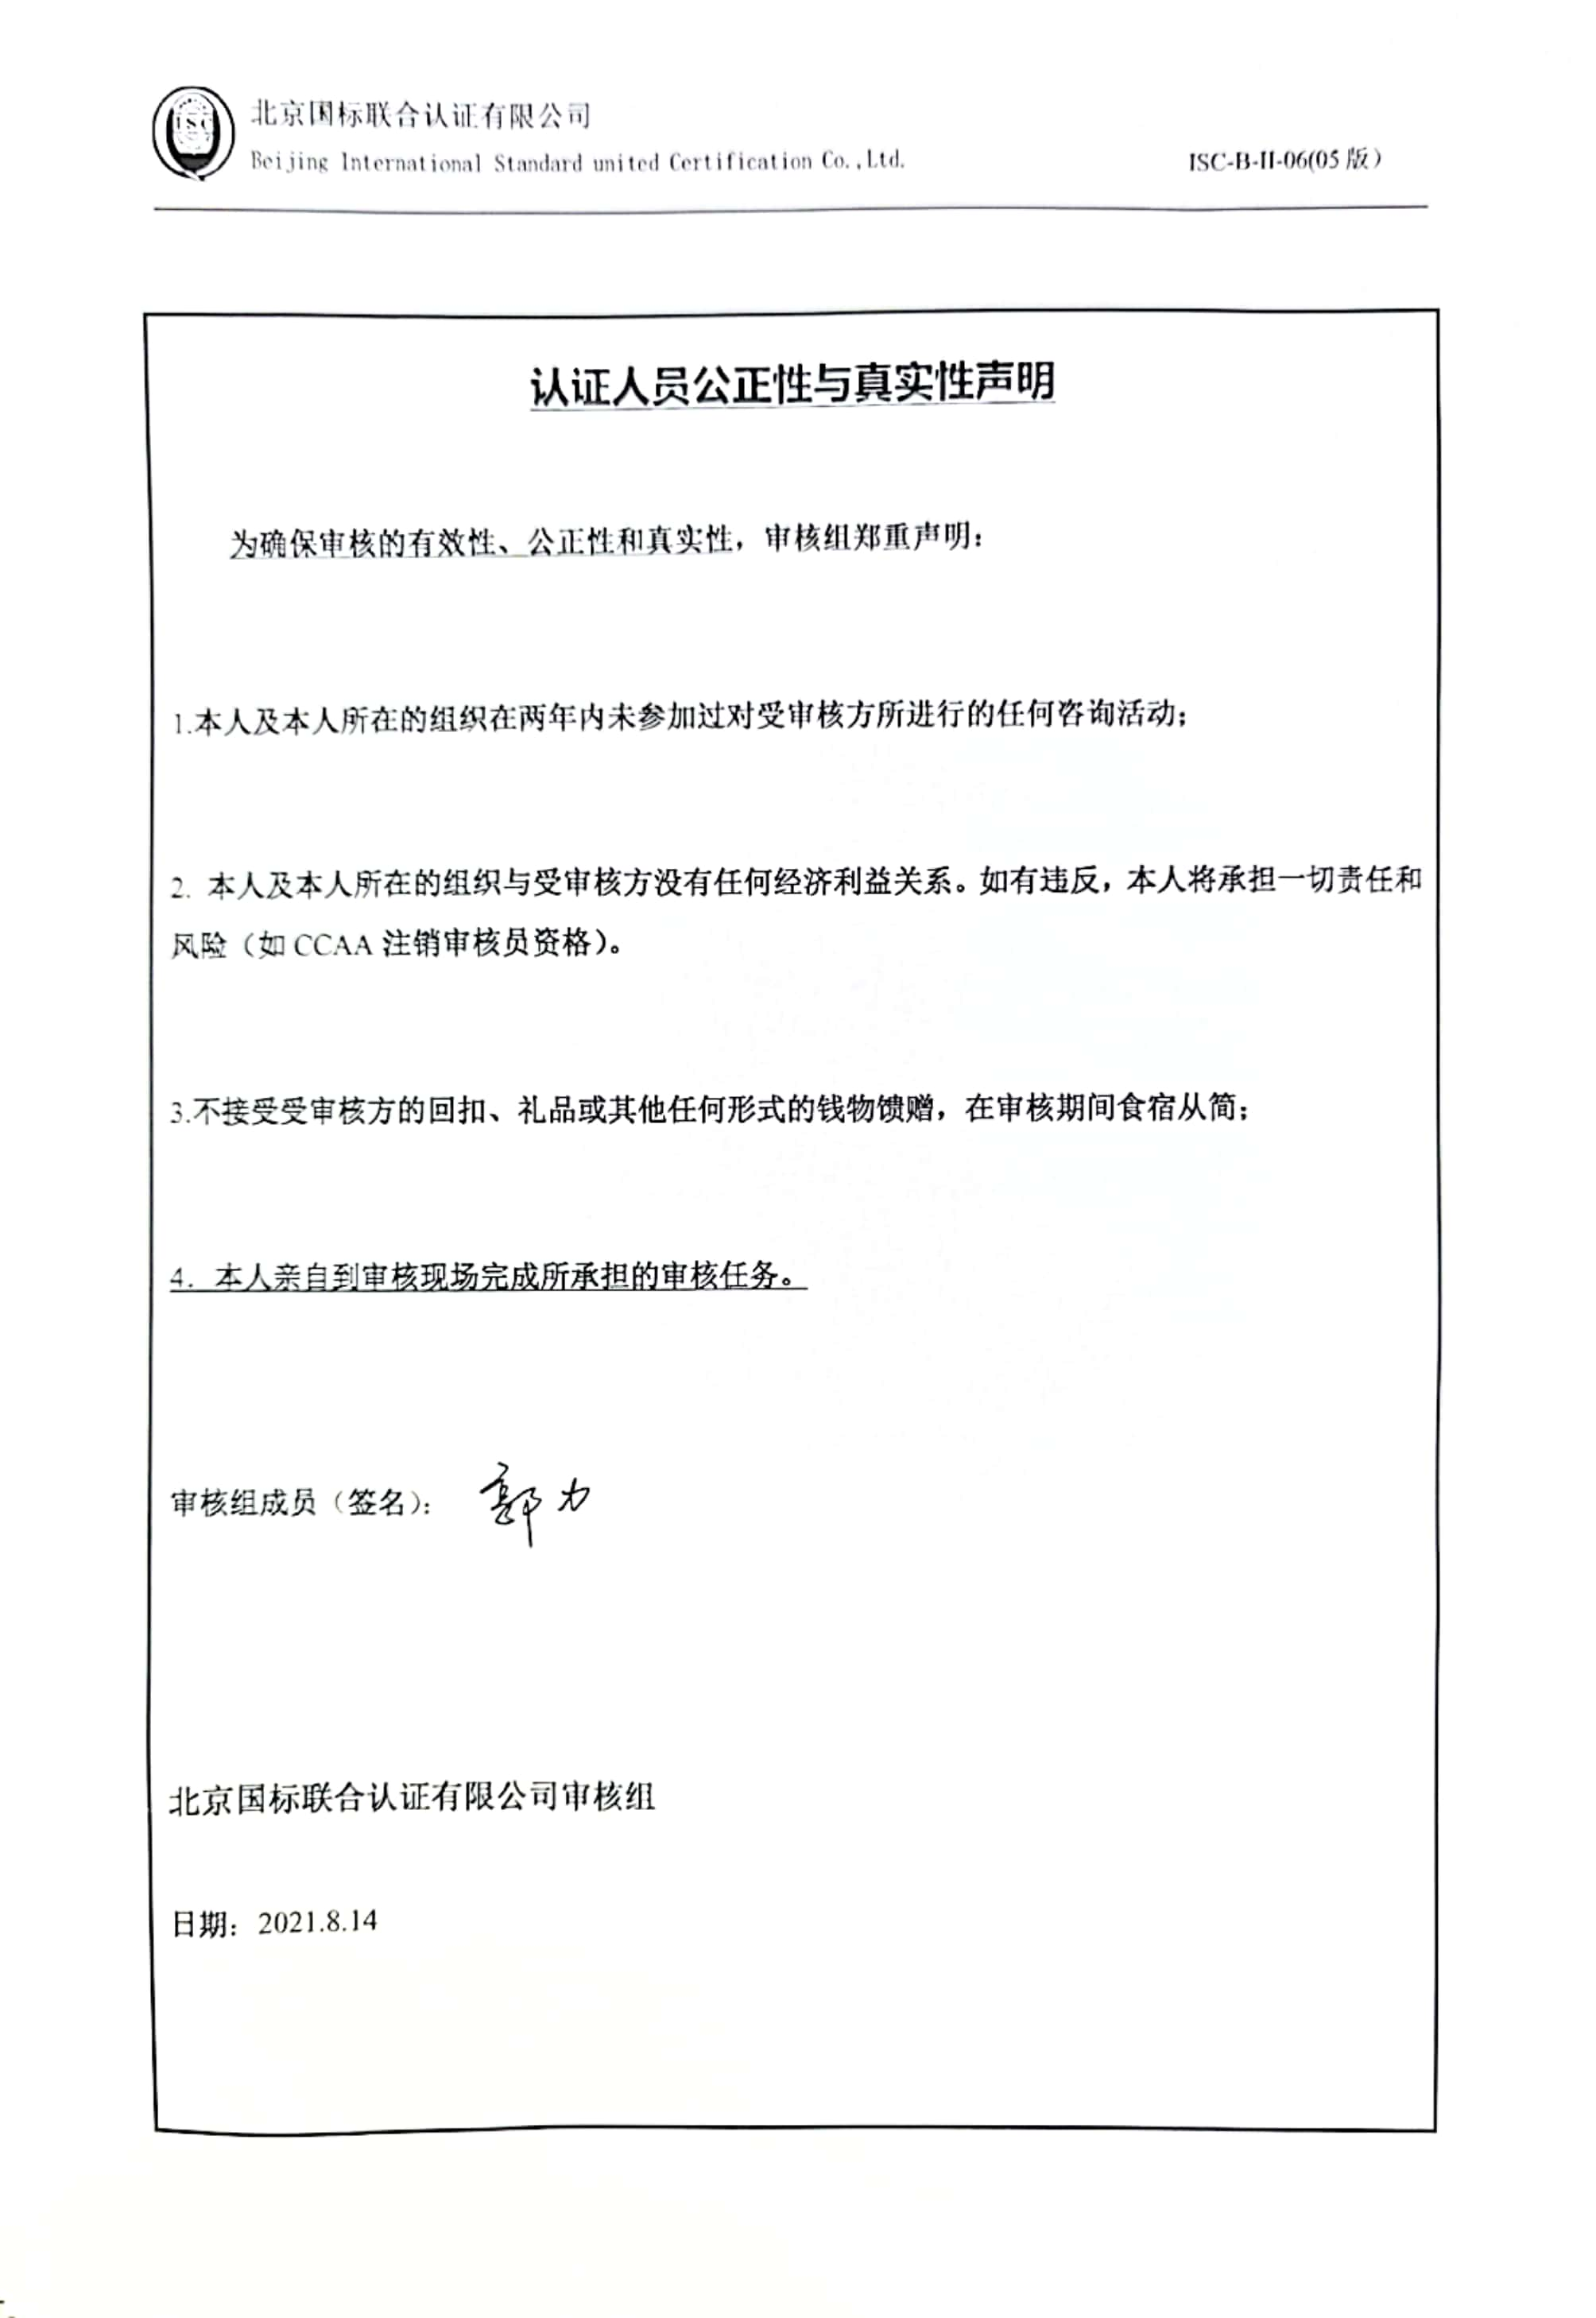 ISC
北京国标联合认证有限公司
Beijing International Standard united Certification Co.,Ltd.
ISC-B-II-06(05版)
认证人员公正性与真实性声明
为确保审核的有效性、公正性和真实性，审核组郑重声明：
1.本人及本人所在的组织在两年内未参加过对受审核方所进行的任何咨询活动；
2. 本人及本人所在的组织与受审核方没有任何经济利益关系。如有违反，本人将承担一切责任和
风险（如 CCAA 注销审核员资格）。
3.不接受受审核方的回扣、礼品或其他任何形式的钱物馈赠，在审核期间食宿从简；
4. 本人亲自到审核现场完成所承担的审核任务。
审核组成员（签名）： 郭力
北京国标联合认证有限公司审核组
日期：2021.8.14